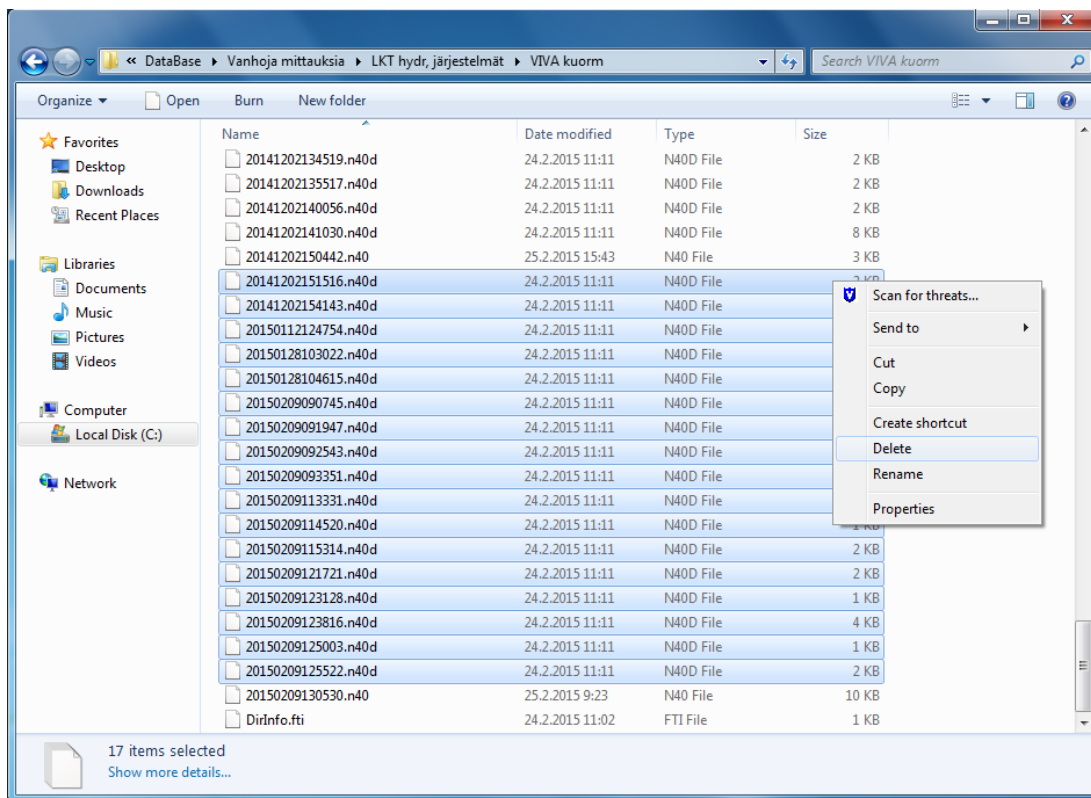 « DataBase ▸ Vanhoja mittauksia ▸ LKT hydr, järjestelmät ▸ VIVA kuorm
Search VIVA kuorm
Organize ▾ Open Burn New folder
Favorites
Desktop
Downloads
Recent Places
Libraries
Documents
Music
Pictures
Videos
Computer
Local Disk (C:)
Network
Name Date modified Type Size
20141202134519.n40d 24.2.2015 11:11 N40D File 2 KB
20141202135517.n40d 24.2.2015 11:11 N40D File 2 KB
20141202140056.n40d 24.2.2015 11:11 N40D File 2 KB
20141202141030.n40d 24.2.2015 11:11 N40D File 8 KB
20141202150442.n40 25.2.2015 15:43 N40 File 3 KB
20141202151516.n40d 24.2.2015 11:11 N40D File
20141202154143.n40d 24.2.2015 11:11 N40D File
20150112124754.n40d 24.2.2015 11:11 N40D File
20150128103022.n40d 24.2.2015 11:11 N40D File
20150128104615.n40d 24.2.2015 11:11 N40D File
20150209090745.n40d 24.2.2015 11:11 N40D File
20150209091947.n40d 24.2.2015 11:11 N40D File
20150209092543.n40d 24.2.2015 11:11 N40D File
20150209093351.n40d 24.2.2015 11:11 N40D File
20150209113331.n40d 24.2.2015 11:11 N40D File
20150209114520.n40d 24.2.2015 11:11 N40D File
20150209115314.n40d 24.2.2015 11:11 N40D File 2 KB
20150209121721.n40d 24.2.2015 11:11 N40D File 2 KB
20150209123128.n40d 24.2.2015 11:11 N40D File 1 KB
20150209123816.n40d 24.2.2015 11:11 N40D File 4 KB
20150209125003.n40d 24.2.2015 11:11 N40D File 1 KB
20150209125522.n40d 24.2.2015 11:11 N40D File 2 KB
20150209130530.n40 25.2.2015 9:23 N40 File 10 KB
DirInfo.fti 24.2.2015 11:02 FTI File 1 KB
Scan for threats...
Send to
Cut
Copy
Create shortcut
Delete
Rename
Properties
17 items selected
Show more details...